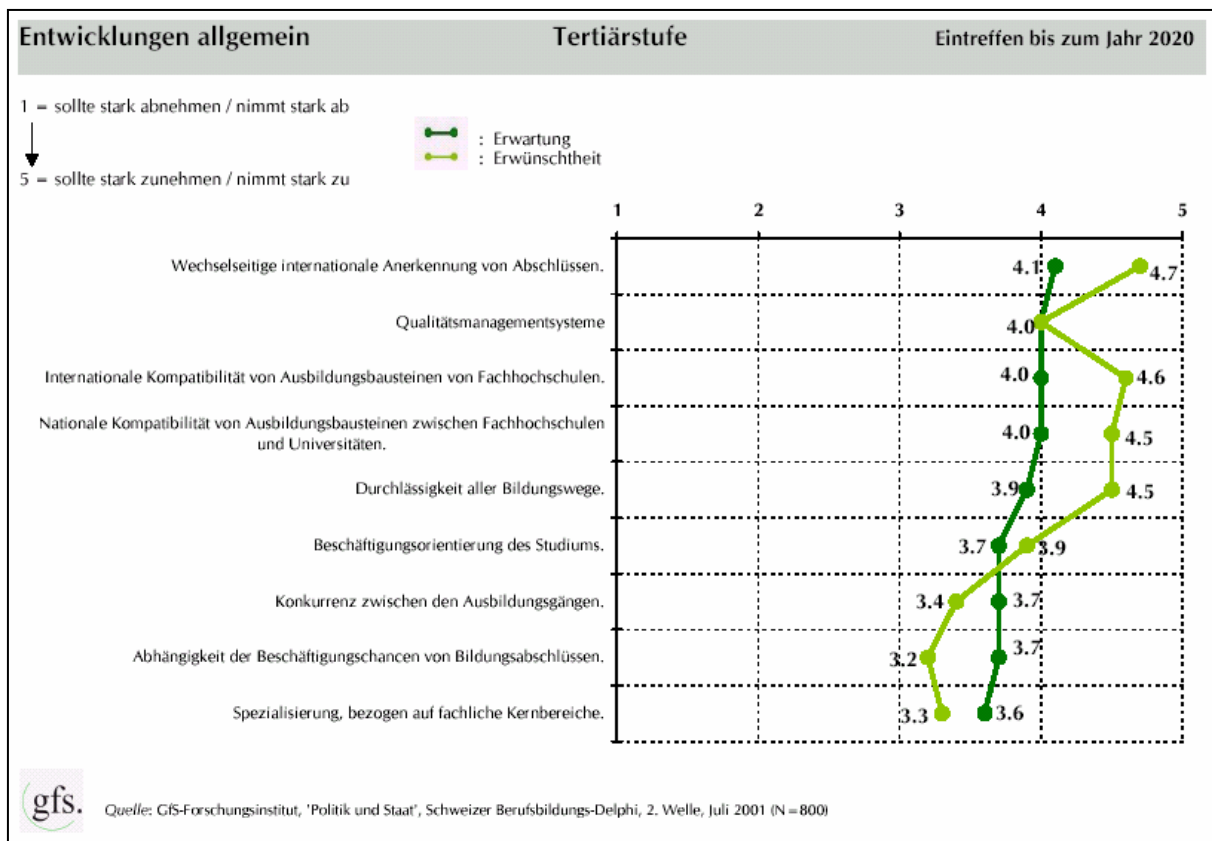 Entwicklungen allgemein Tertiärstufe Eintreffen bis zum Jahr 2020
1 = sollte stark abnehmen / nimmt stark ab
: Erwartung
: Erwünschtheit
5 = sollte stark zunehmen / nimmt stark zu
1 2 3 4 5
Wechselseitige internationale Anerkennung von Abschlüssen. 4.1 4.7
Qualitätsmanagementsysteme 4.0
Internationale Kompatibilität von Ausbildungsbausteinen von Fachhochschulen. 4.0 4.6
Nationale Kompatibilität von Ausbildungsbausteinen zwischen Fachhochschulen
und Universitäten. 4.0 4.5
Durchlässigkeit aller Bildungswege. 3.9 4.5
Beschäftigungsorientierung des Studiums. 3.7 3.9
Konkurrenz zwischen den Ausbildungsgängen. 3.4 3.7
Abhängigkeit der Beschäftigungschancen von Bildungsabschlüssen. 3.2 3.7
Spezialisierung, bezogen auf fachliche Kernbereiche. 3.3 3.6
gfs. Quelle: GfS-Forschungsinstitut, 'Politik und Staat', Schweizer Berufsbildungs-Delphi, 2. Welle, Juli 2001 (N=800)